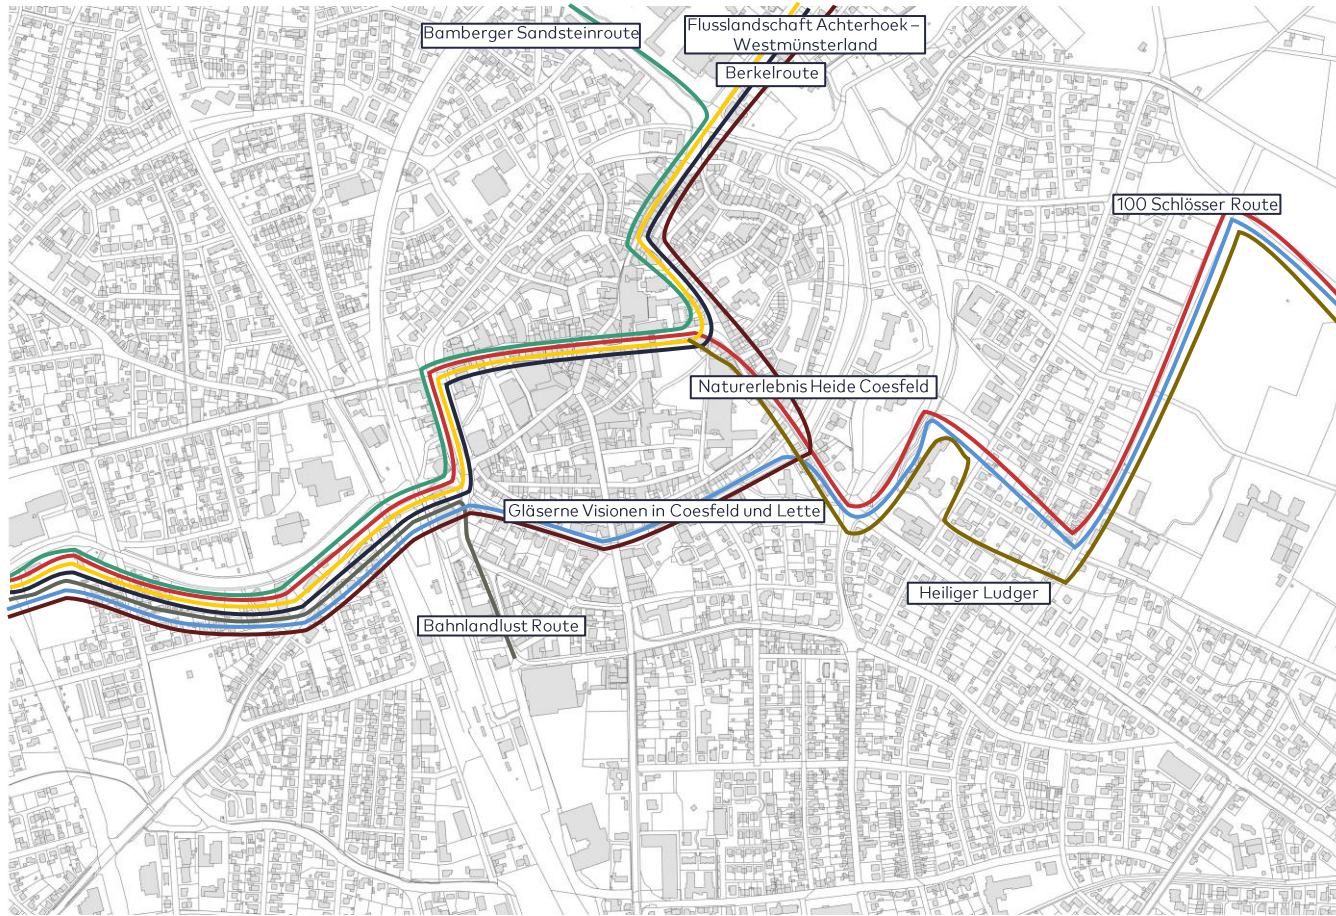 Bamberger Sandsteinroute
Flusslandschaft Achterhoek –
Westmünsterland
Berkelroute
100 Schlösser Route
Naturerlebnis Heide Coesfeld
Gläserne Visionen in Coesfeld und Lette
Heiliger Ludger
Bahnlandlust Route